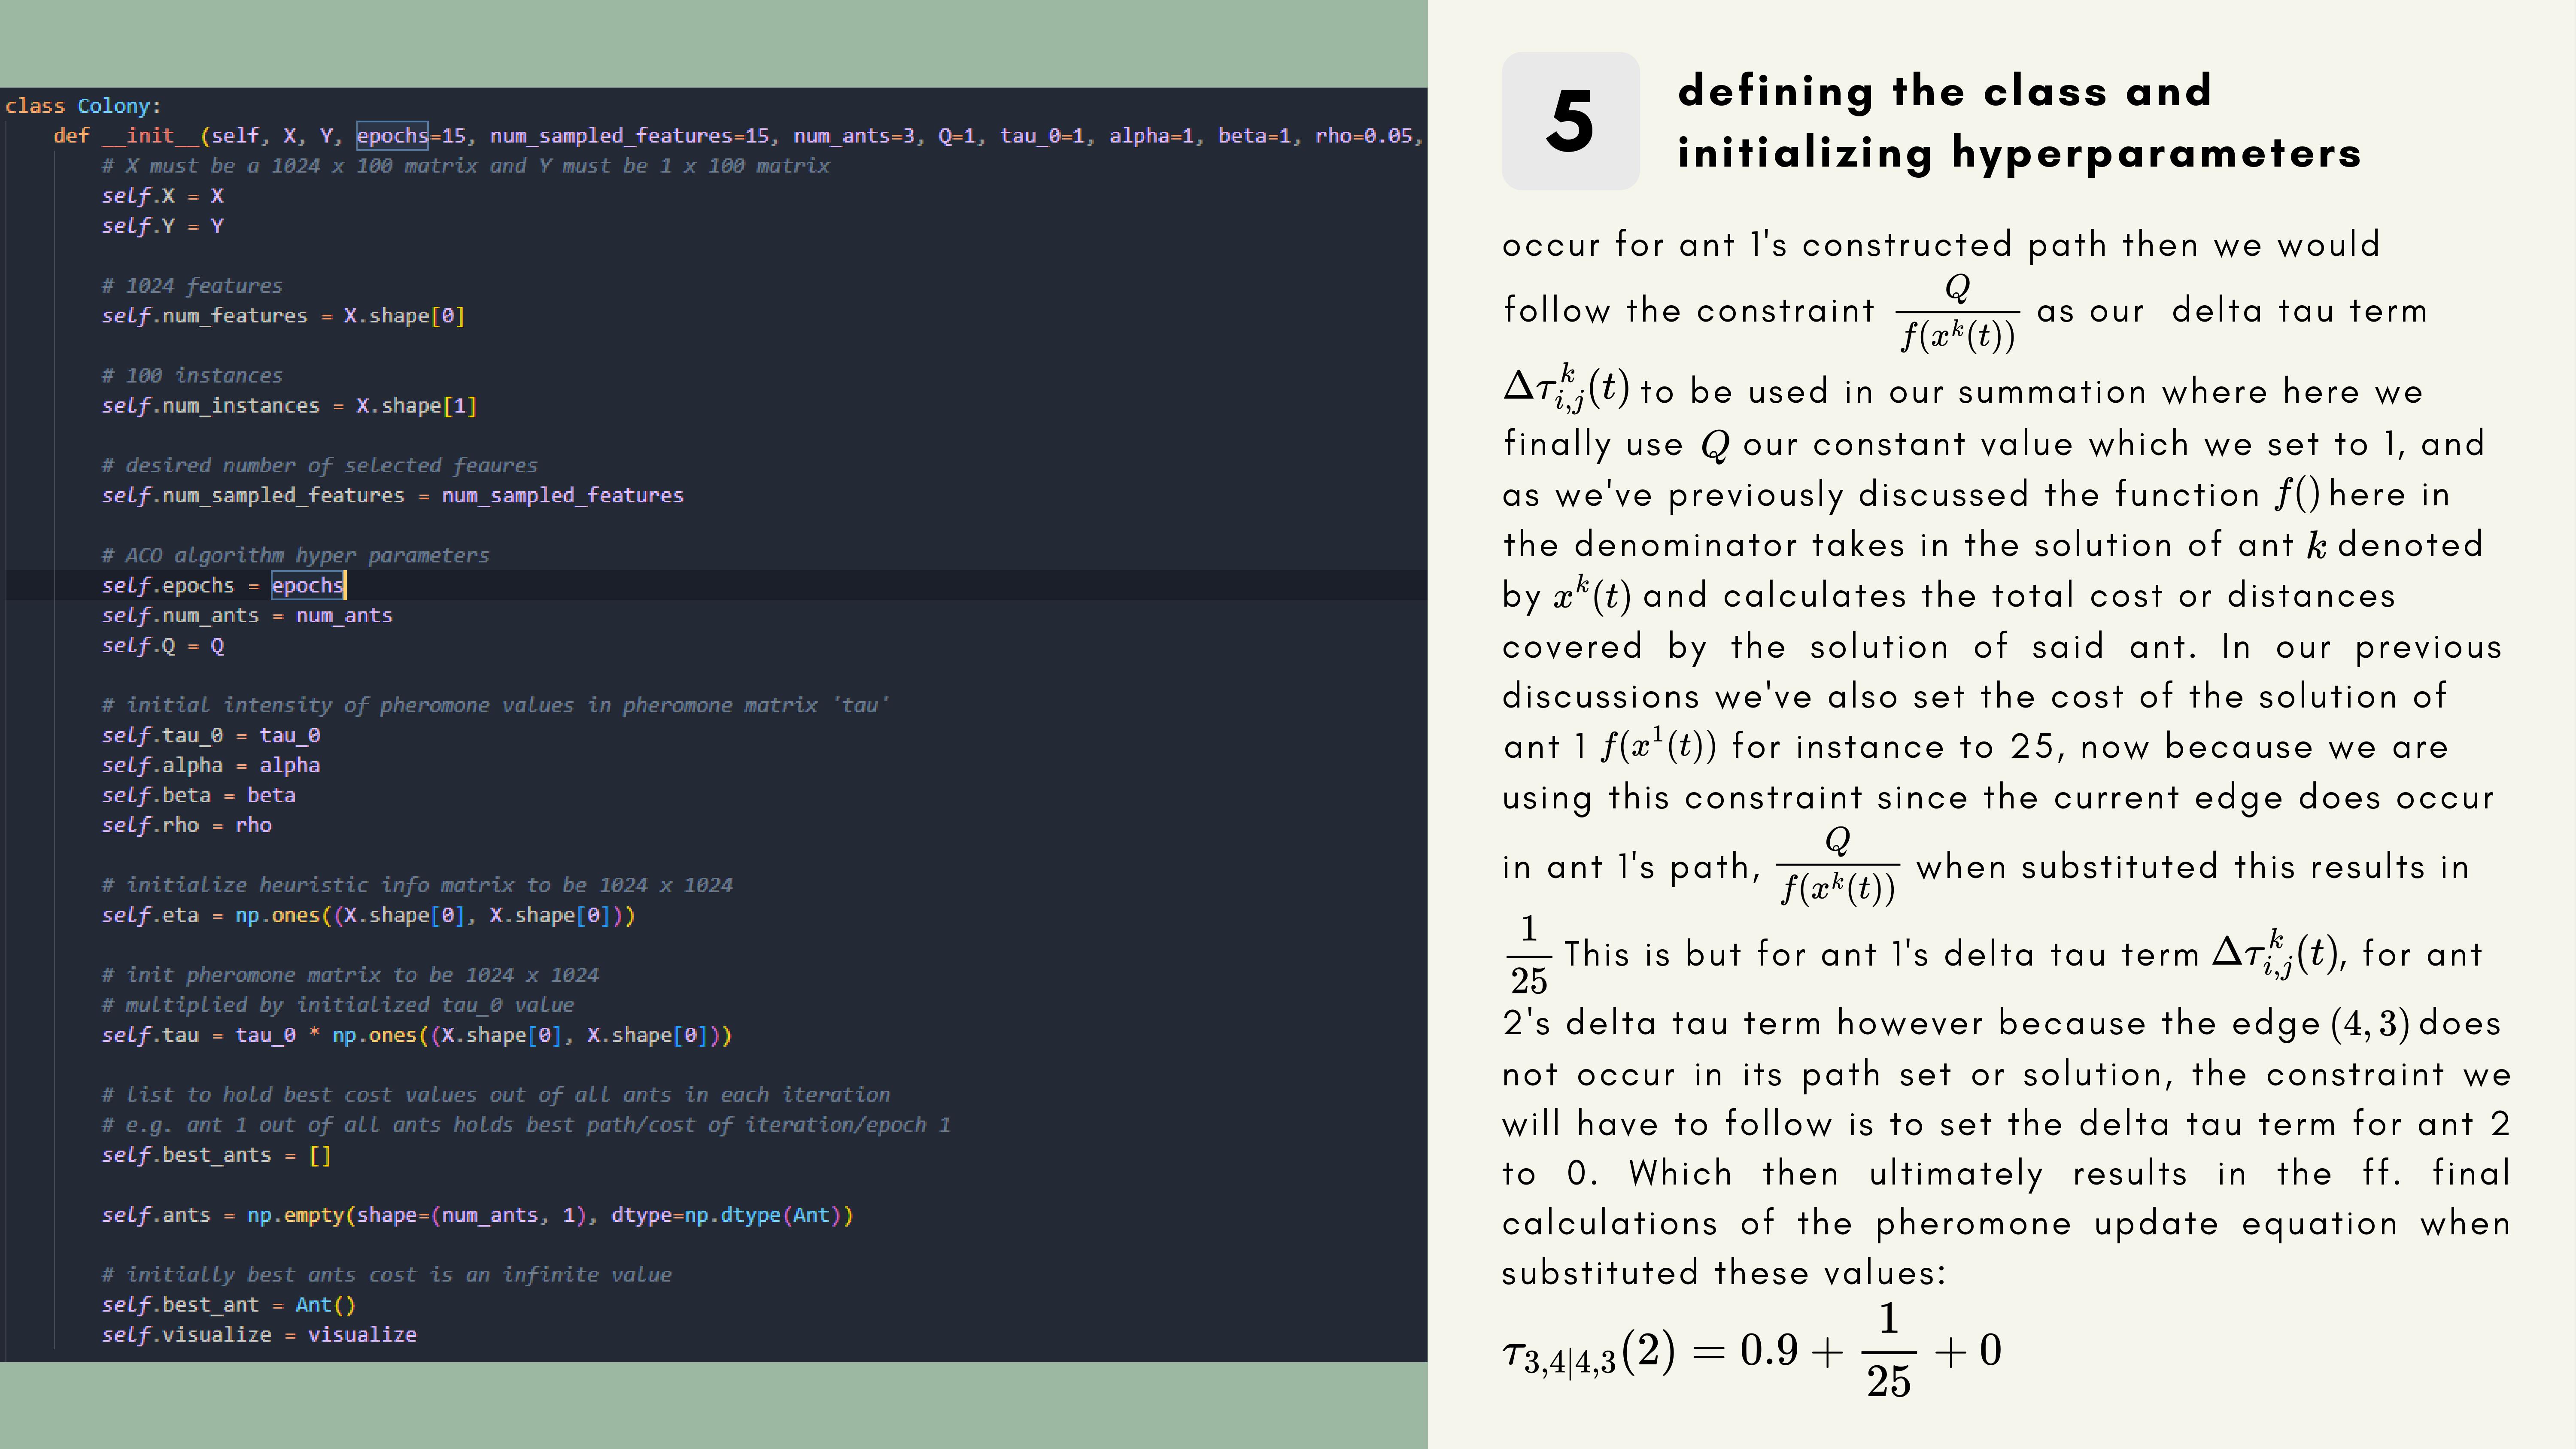 class Colony:
def __init__(self, X, Y, epochs=15, num_sampled_features=15, num_ants=3, Q=1, tau_0=1, alpha=1, beta=1, rho=0.05,
# X must be a 1024 x 100 matrix and Y must be 1 x 100 matrix
self.X = X
self.Y = Y
# 1024 features
self.num_features = X.shape[0]
# 100 instances
self.num_instances = X.shape[1]
# desired number of selected feaures
self.num_sampled_features = num_sampled_features
# ACO algorithm hyper parameters
self.epochs = epochs
self.num_ants = num_ants
self.Q = Q
# initial intensity of pheromone values in pheromone matrix 'tau'
self.tau_0 = tau_0
self.alpha = alpha
self.beta = beta
self.rho = rho
# initialize heuristic info matrix to be 1024 x 1024
self.eta = np.ones((X.shape[0], X.shape[0]))
# init pheromone matrix to be 1024 x 1024
# multiplied by initialized tau_0 value
self.tau = tau_0 * np.ones((X.shape[0], X.shape[0]))
# list to hold best cost values out of all ants in each iteration
# e.g. ant 1 out of all ants holds best path/cost of iteration/epoch 1
self.best_ants = []
self.ants = np.empty(shape=(num_ants, 1), dtype=np.dtype(Ant))
# initially best ants cost is an infinite value
self.best_ant = Ant()
self.visualize = visualize
5
defining the class and
initializing hyperparameters
occur for ant 1's constructed path then we would
follow the constraint Q/f(x^k(t)) as our delta tau term
Δτ^k_{i,j}(t) to be used in our summation where here we
finally use Q our constant value which we set to 1, and
as we've previously discussed the function f() here in
the denominator takes in the solution of ant k denoted
by x^k(t) and calculates the total cost or distances
covered by the solution of said ant. In our previous
discussions we've also set the cost of the solution of
ant 1 f(x^1(t)) for instance to 25, now because we are
using this constraint since the current edge does occur
in ant 1's path, Q/f(x^k(t)) when substituted this results in
1/25 This is but for ant 1's delta tau term Δτ^k_{i,j}(t), for ant
2's delta tau term however because the edge (4, 3) does
not occur in its path set or solution, the constraint we
will have to follow is to set the delta tau term for ant 2
to 0. Which then ultimately results in the ff. final
calculations of the pheromone update equation when
substituted these values:
τ_{3,4|4,3}(2) = 0.9 + 1/25 + 0